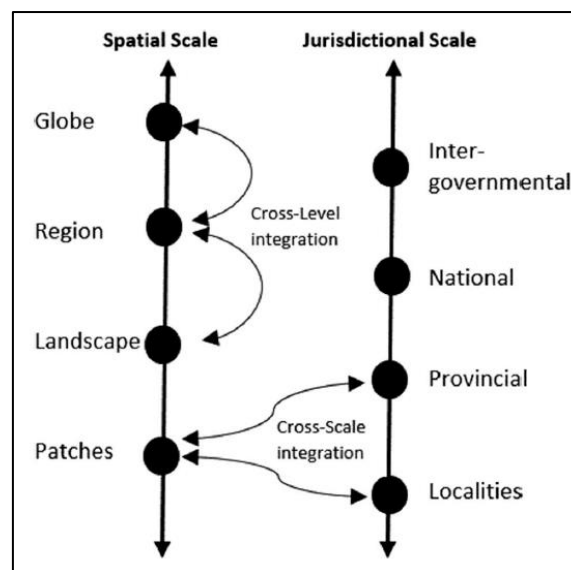 Spatial Scale
Jurisdictional Scale
Globe
Inter-
governmental
Cross-Level
integration
Region
National
Landscape
Provincial
Cross-Scale
integration
Patches
Localities